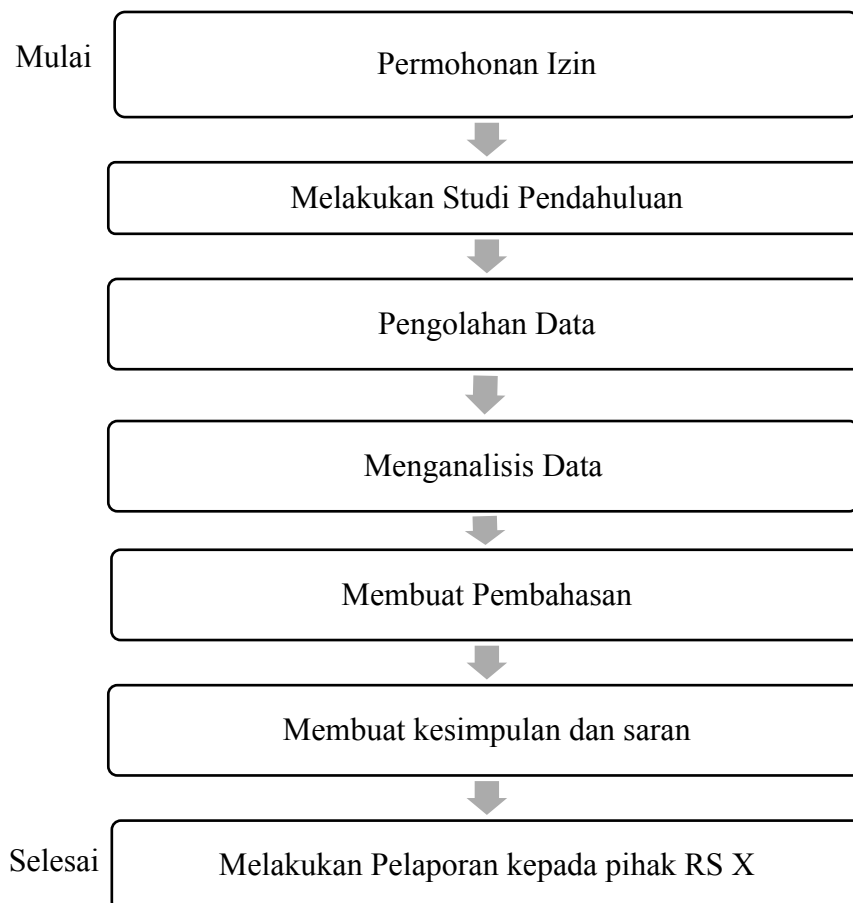 Mulai
Permohonan Izin
Melakukan Studi Pendahuluan
Pengolahan Data
Menganalisis Data
Membuat Pembahasan
Membuat kesimpulan dan saran
Selesai
Melakukan Pelaporan kepada pihak RS X